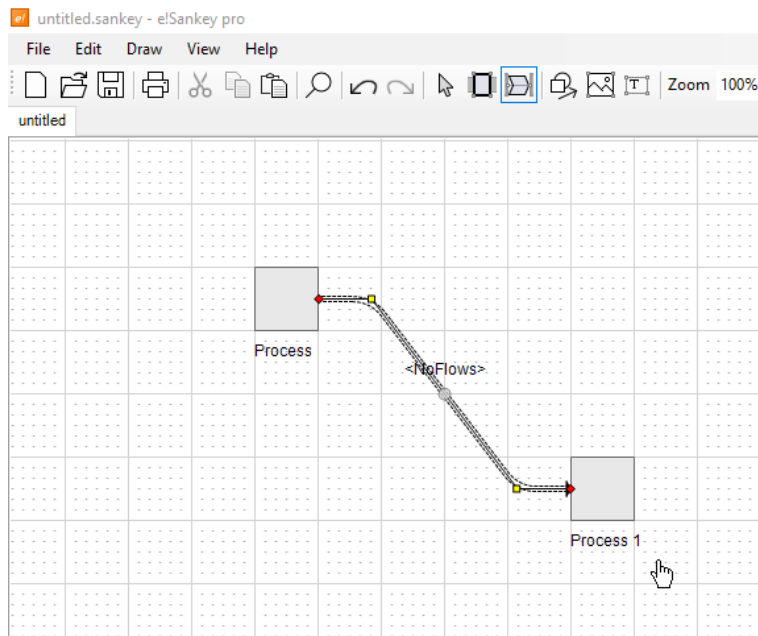 e! untitled.sankey - e!Sankey pro
File Edit Draw View Help
T Zoom 100%
untitled
Process
<NoFlows>
Process 1